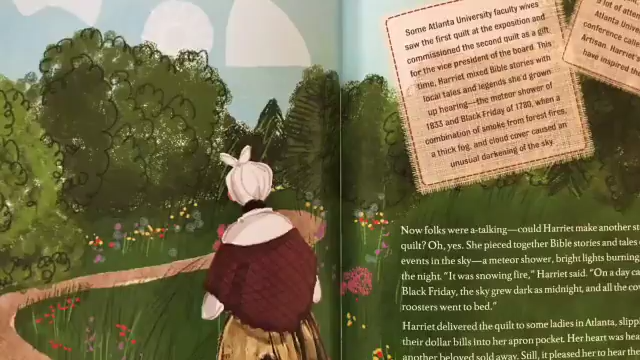 Some Atlanta University faculty wives
saw the first quilt at the exposition and
commissioned the second quilt as a gift
for the vice president of the board. This
time, Harriet mixed Bible stories with
local tales and legends she'd grown
up hearing—the meteor shower of
1833 and Black Friday of 1780, when a
combination of smoke from forest fires,
a thick fog, and cloud cover caused an
unusual darkening of the sky.
a lot of
Atlanta
conference
Artisan. Harriet's
have inspired
Now folks were a-talking—could Harriet make another
quilt? Oh, yes. She pieced together Bible stories and tales
events in the sky—a meteor shower, bright lights burning
the night. "It was snowing fire," Harriet said. "On a day
Black Friday, the sky grew dark as midnight, and all the
roosters went to bed."
Harriet delivered the quilt to some ladies in Atlanta,
their dollar bills into her apron pocket. Her heart was
another beloved sold away. Still, it pleased her to hear